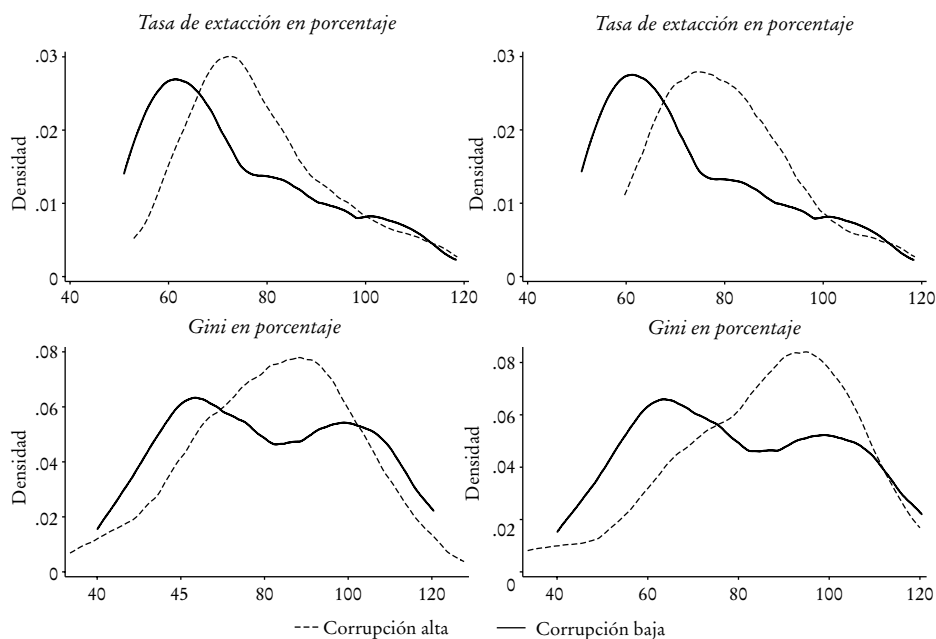 Tasa de extacción en porcentaje
.03
.02
.01
0
Densidad
40 60 80 100 120
Tasa de extacción en porcentaje
.03
.02
.01
0
Densidad
40 60 80 100 120
Gini en porcentaje
.08
.06
.04
.02
0
Densidad
40 45 80 100 120
Gini en porcentaje
.08
.06
.04
.02
0
Densidad
40 60 80 100 120
Corrupción alta Corrupción baja